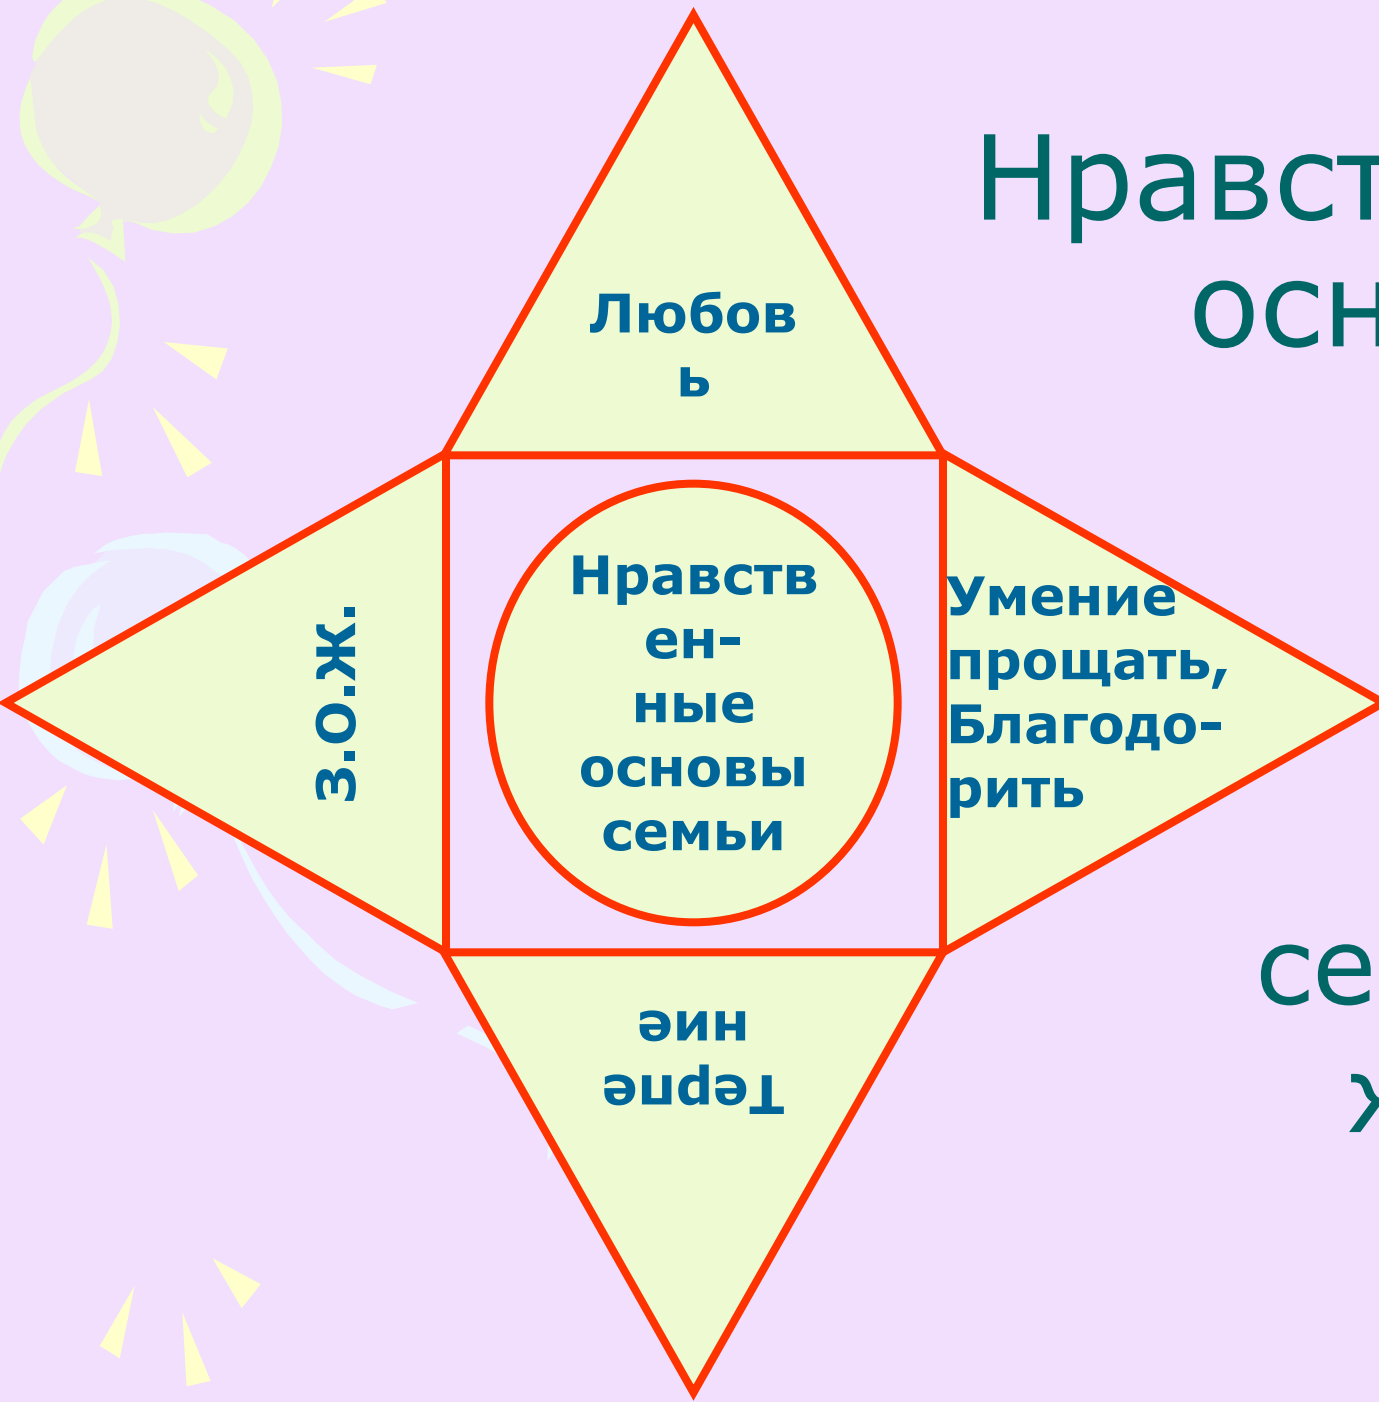 Нравст
осн
Любов
ь
Нравств
ен-
ные
основы
семьи
З.О.Ж.
Умение
прощать,
Благодо-
рить
Терпе
ние
се
ж